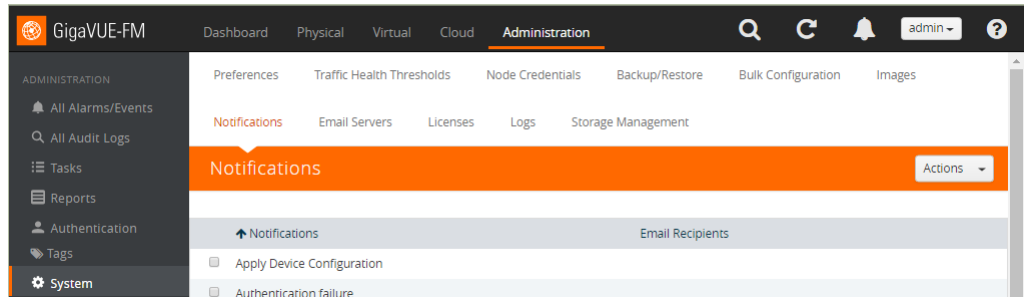 GigaVUE-FM Dashboard Physical Virtual Cloud Administration admin
ADMINISTRATION
All Alarms/Events
All Audit Logs
Tasks
Reports
Authentication
Tags
System
Preferences Traffic Health Thresholds Node Credentials Backup/Restore Bulk Configuration Images
Notifications Email Servers Licenses Logs Storage Management
Notifications Actions
Notifications Email Recipients
Apply Device Configuration
Authentication failure